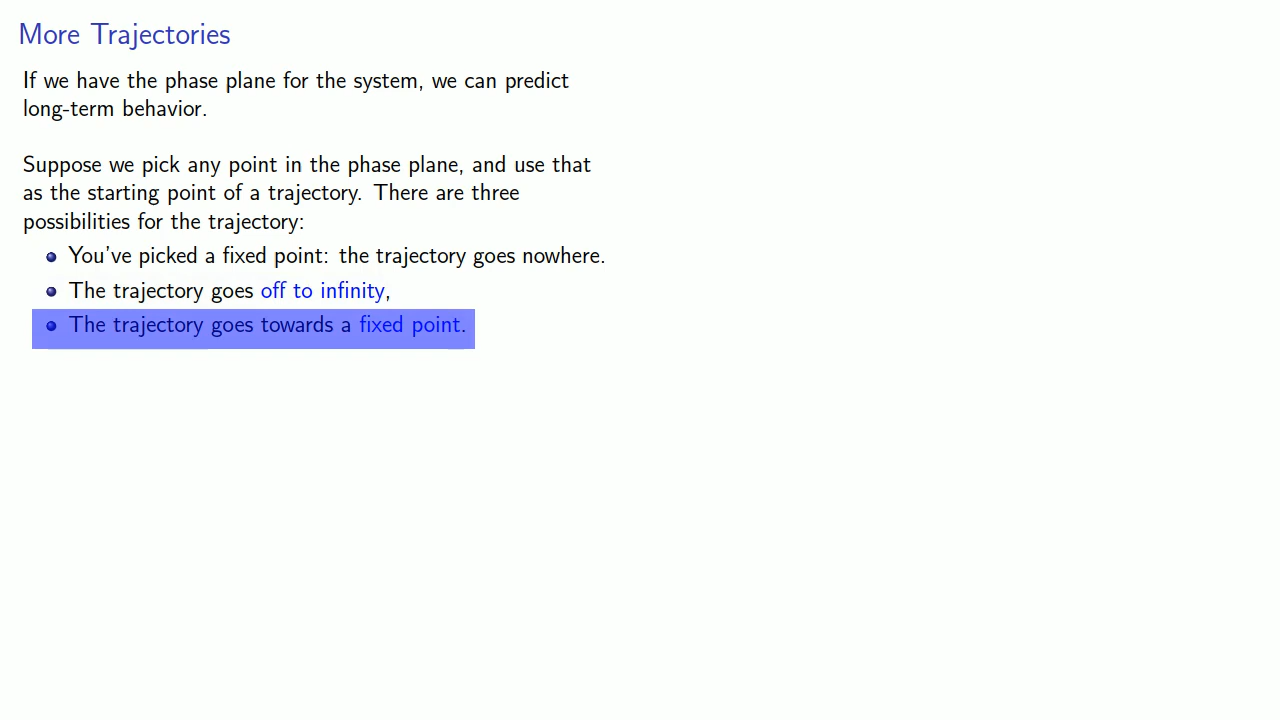 More Trajectories
If we have the phase plane for the system, we can predict
long-term behavior.
Suppose we pick any point in the phase plane, and use that
as the starting point of a trajectory. There are three
possibilities for the trajectory:
You've picked a fixed point: the trajectory goes nowhere.
The trajectory goes off to infinity,
The trajectory goes towards a fixed point.